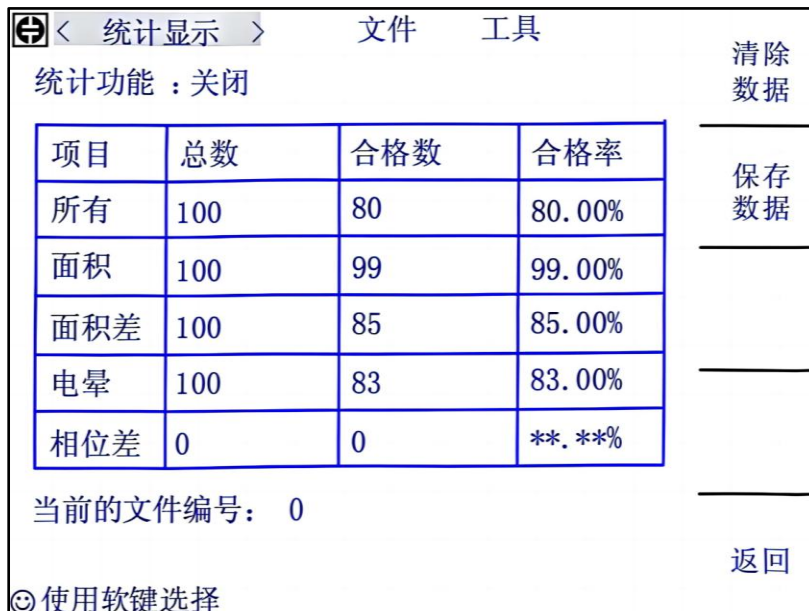 < 统计显示 > 文件 工具
统计功能 :关闭
项目 总数 合格数 合格率
所有 100 80 80.00%
面积 100 99 99.00%
面积差 100 85 85.00%
电晕 100 83 83.00%
相位差 0 0 **.**%
当前的文件编号: 0
使用软键选择
清除
数据
保存
数据
返回